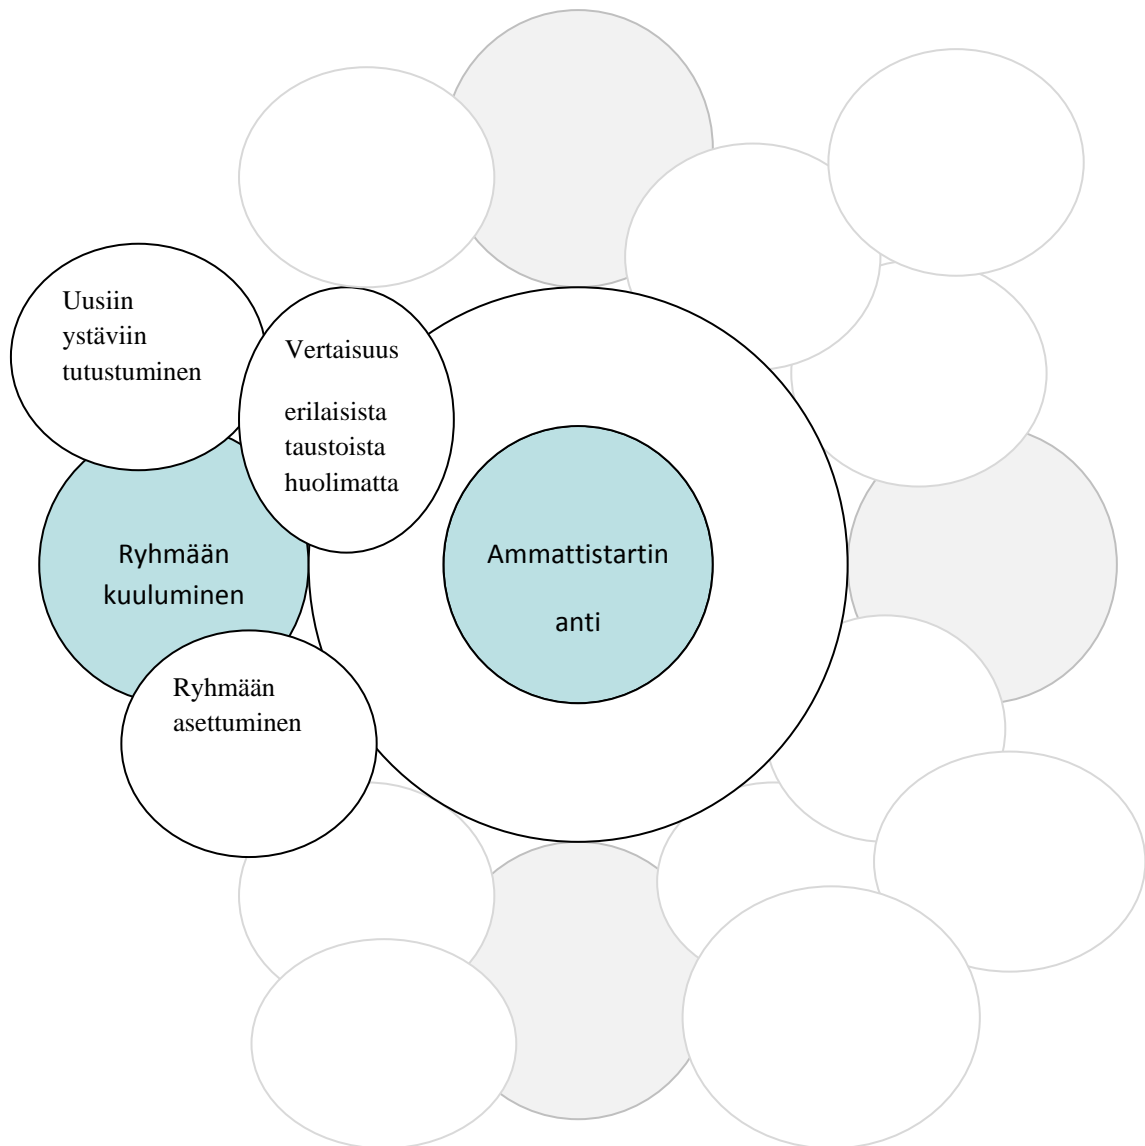 Uusiin
ystäviin
tutustuminen
Vertaisuus
erilaisista
taustoista
huolimatta
Ryhmään
kuuluminen
Ammattistartin
anti
Ryhmään
asettuminen